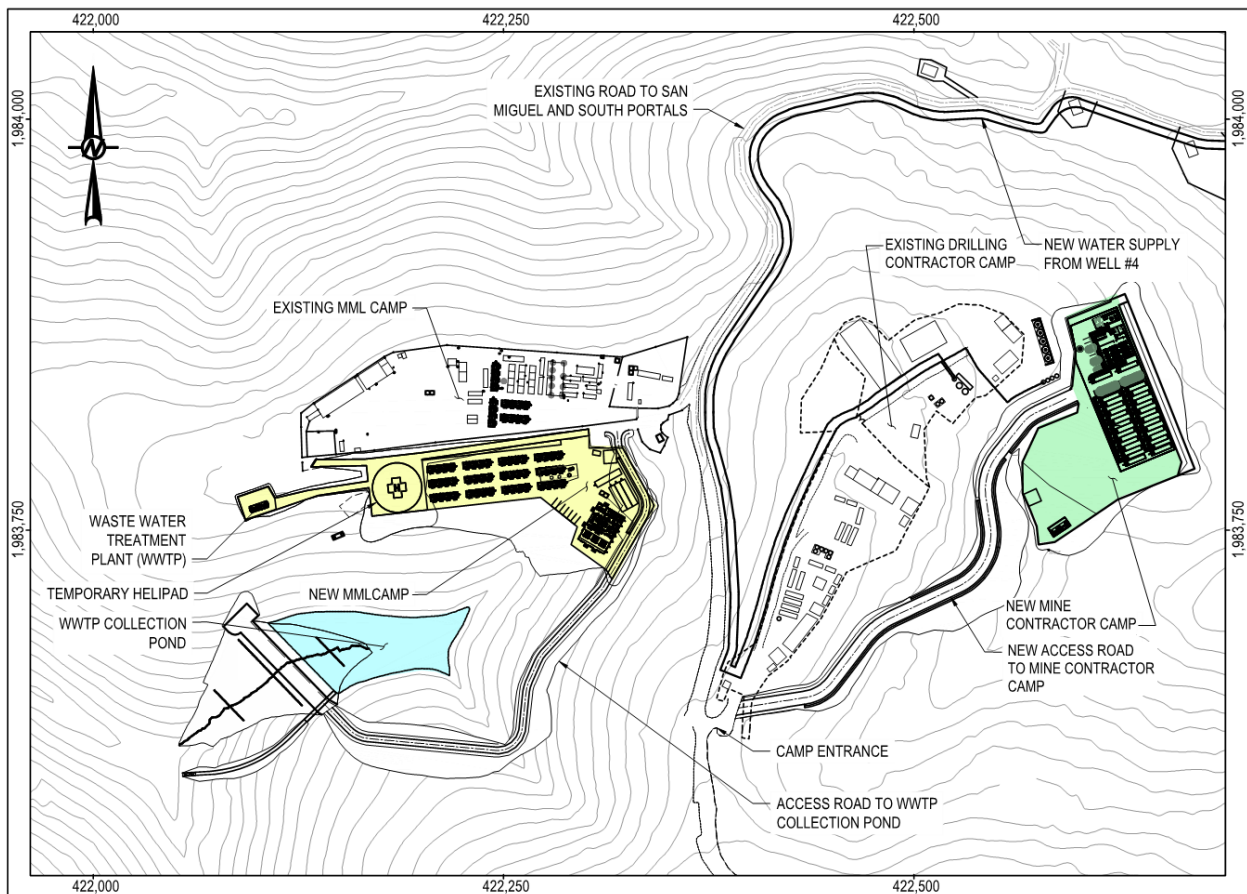 422,000
422,250
422,500
1,984,000
1,984,000
N
EXISTING ROAD TO SAN
MIGUEL AND SOUTH PORTALS
EXISTING DRILLING
CONTRACTOR CAMP
NEW WATER SUPPLY
FROM WELL #4
EXISTING MML CAMP
1,983,750
1,983,750
WASTE WATER
TREATMENT
PLANT (WWTP)
TEMPORARY HELIPAD
NEW MMLCAMP
WWTP COLLECTION
POND
NEW MINE
CONTRACTOR CAMP
NEW ACCESS ROAD
TO MINE CONTRACTOR
CAMP
CAMP ENTRANCE
ACCESS ROAD TO WWTP
COLLECTION POND
422,000
422,250
422,500